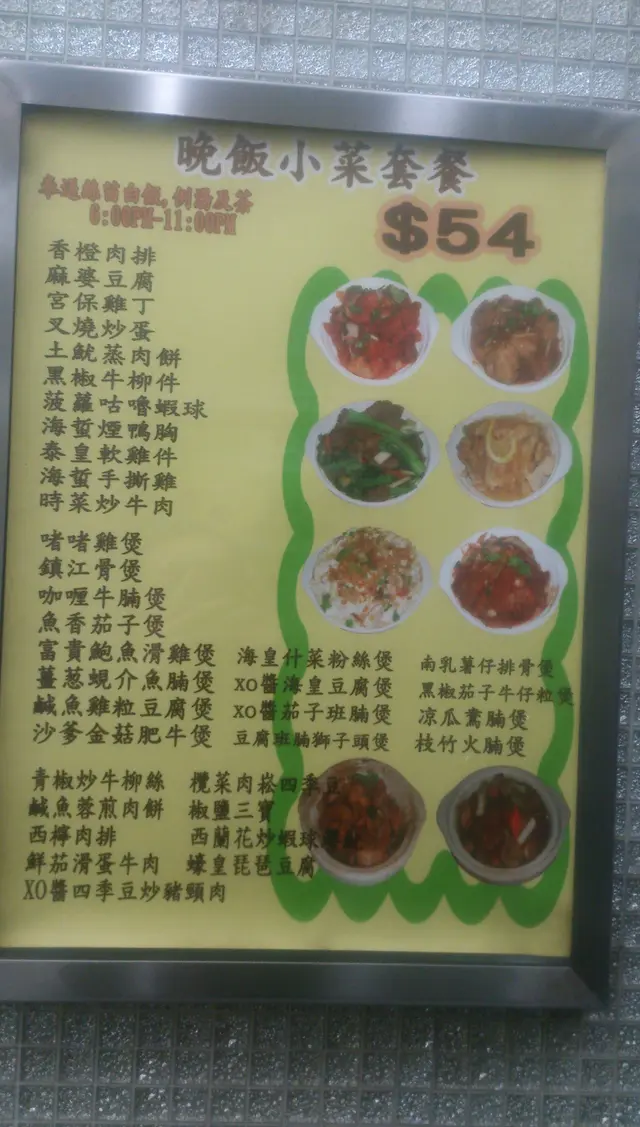 晚飯小菜套餐
奉送絲苗白飯,例湯及茶
6:00PM-11:00PM
$54
香橙肉排
麻婆豆腐
宮保雞丁
叉燒炒蛋
土魷蒸肉餅
黑椒牛柳件
菠蘿咕嚕蝦球
海蜇煙鴨胸
泰皇軟雞件
海蜇手撕雞
時菜炒牛肉
啫啫雞煲
鎮江骨煲
咖喱牛腩煲
魚香茄子煲
富貴鮑魚滑雞煲 海皇什菜粉絲煲 南乳薯仔排骨煲
薑蔥蜆介魚腩煲 XO醬海皇豆腐煲 黑椒茄子牛仔粒煲
鹹魚雞粒豆腐煲 XO醬茄子班腩煲 凉瓜鴦腩煲
沙爹金菇肥牛煲 豆腐班腩獅子頭煲 枝竹火腩煲
青椒炒牛柳絲 欖菜肉崧四季豆
鹹魚蓉煎肉餅 椒鹽三寶
西檸肉排 西蘭花炒蝦球
鮮茄滑蛋牛肉 蠔皇琵琶豆腐
XO醬四季豆炒豬頸肉